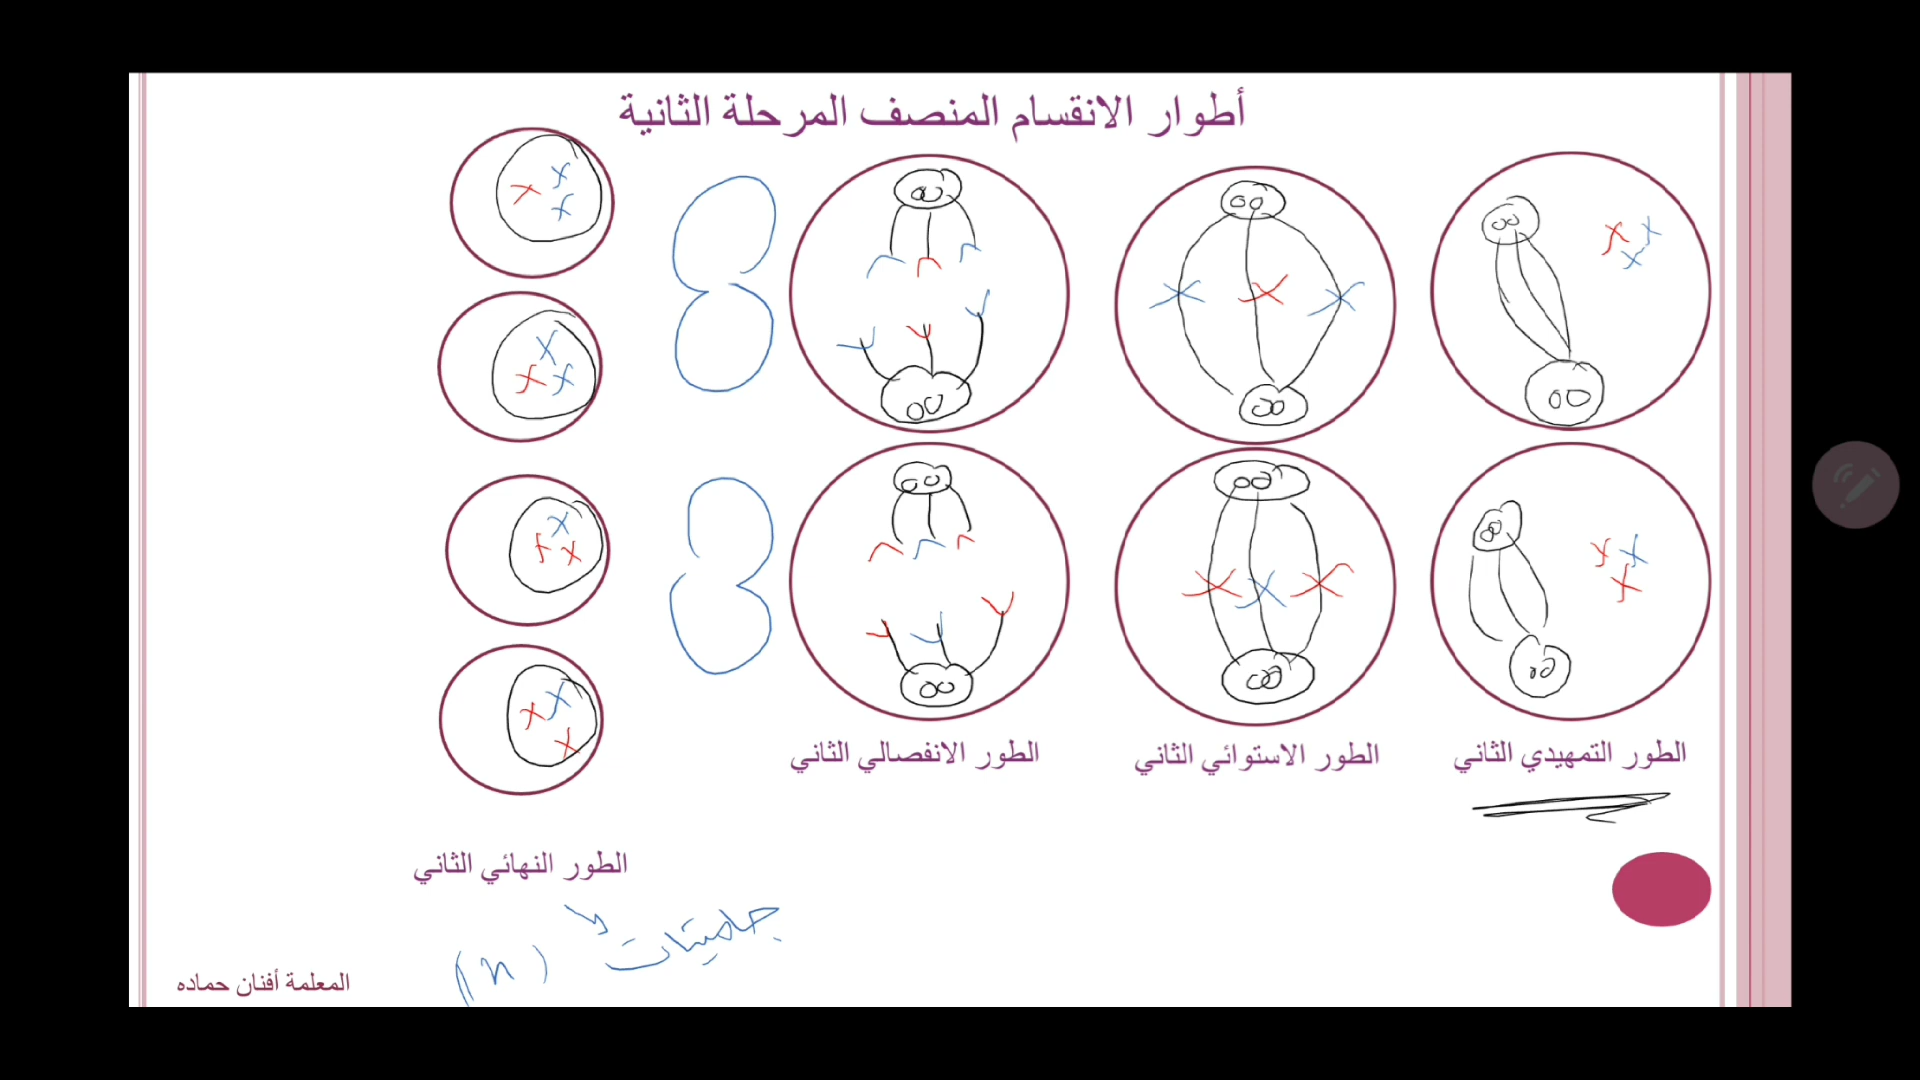 أطوار الانقسام المنصف المرحلة الثانية
الطور التمهيدي الثاني
الطور الاستوائي الثاني
الطور الانفصالي الثاني
الطور النهائي الثاني
جاميتات
(n)
المعلمة أفنان حماده